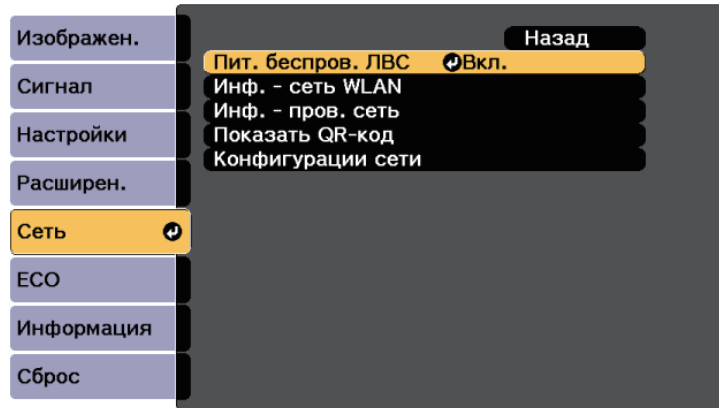 Изображен.
Сигнал
Настройки
Расширен.
Сеть
ECO
Информация
Сброс
Назад
Пит. беспров. ЛВС Вкл.
Инф. - сеть WLAN
Инф. - пров. сеть
Показать QR-код
Конфигурации сети